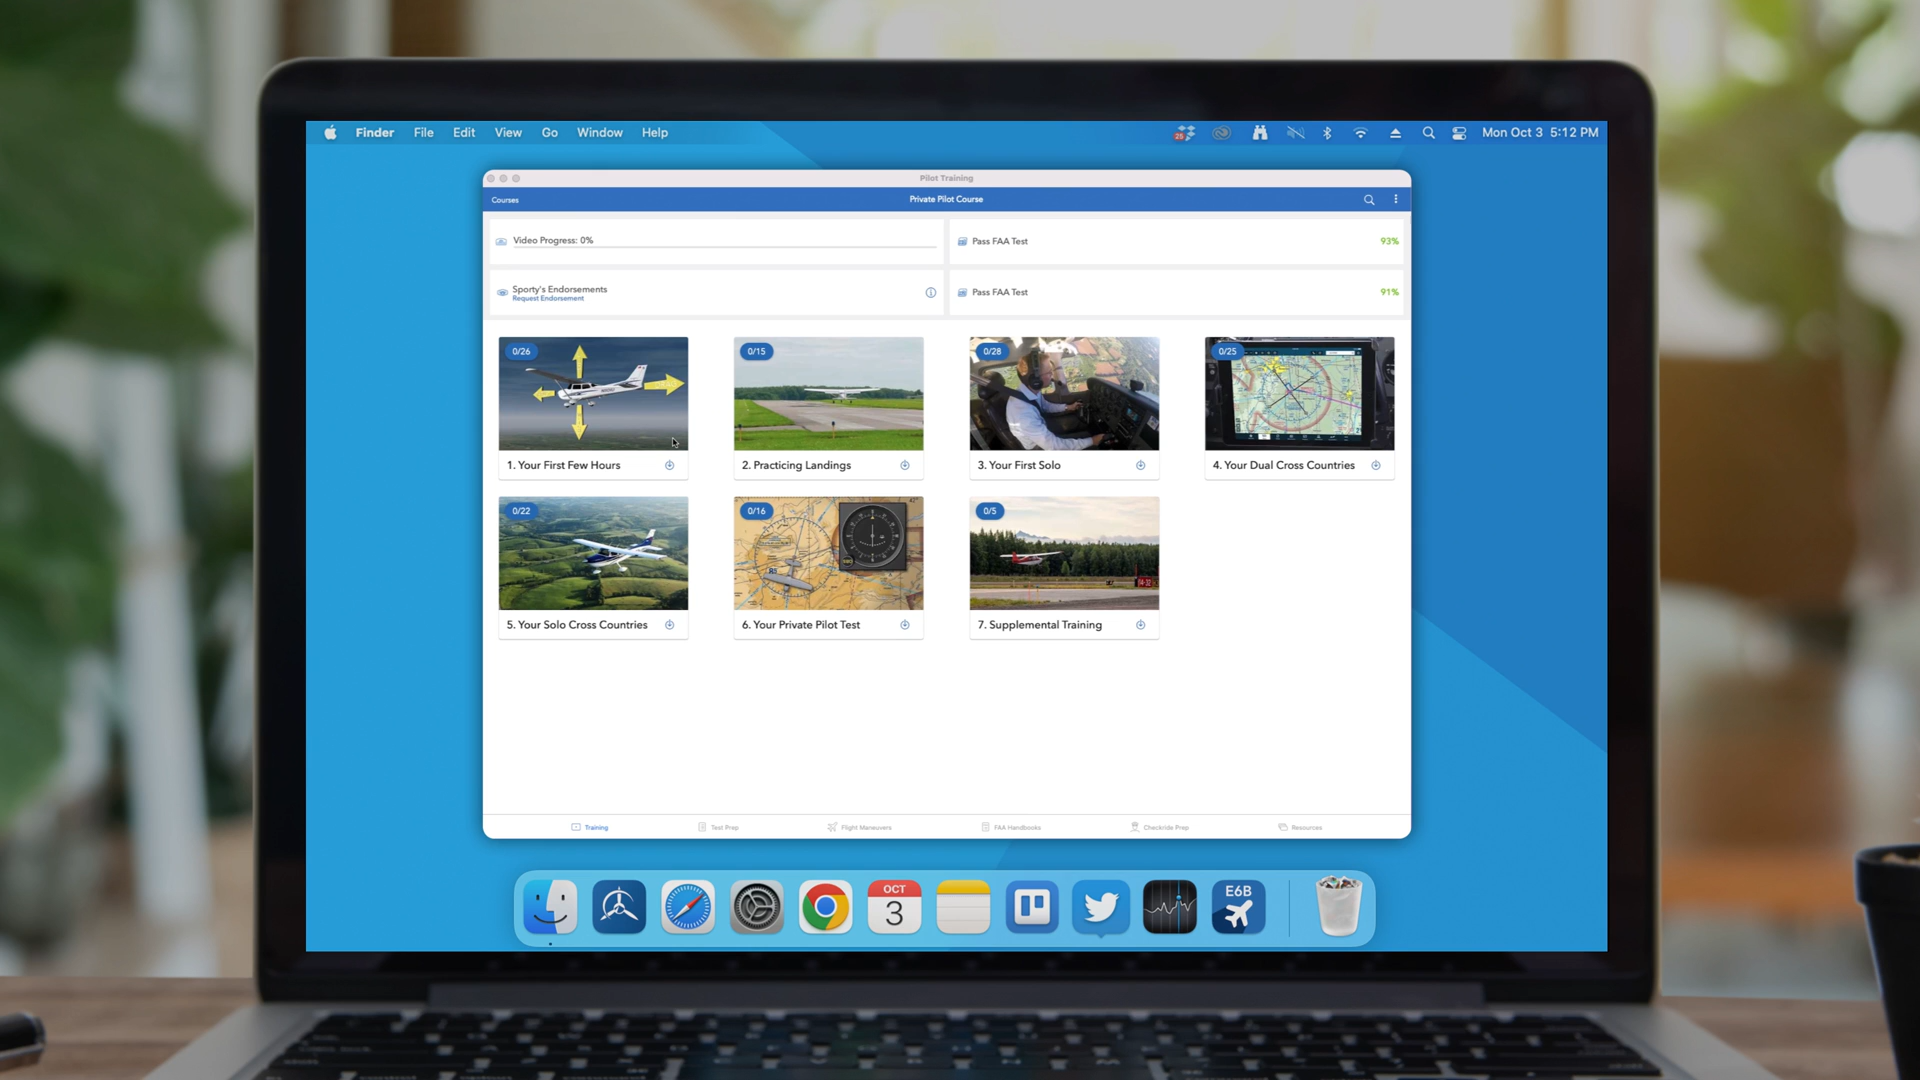 Finder File Edit View Go Window Help
25
Mon Oct 3 5:12 PM
Pilot Training
Courses
Private Pilot Course
Video Progress: 0%
Pass FAA Test 93%
Sporty's Endorsements
Request Endorsement
Pass FAA Test 91%
0/26
1. Your First Few Hours
0/15
2. Practicing Landings
0/28
3. Your First Solo
0/25
4. Your Dual Cross Countries
0/22
5. Your Solo Cross Countries
0/16
6. Your Private Pilot Test
0/5
7. Supplemental Training
Training
Test Prep
Flight Maneuvers
FAA Handbooks
Checkride Prep
Resources
OCT
3
E6B